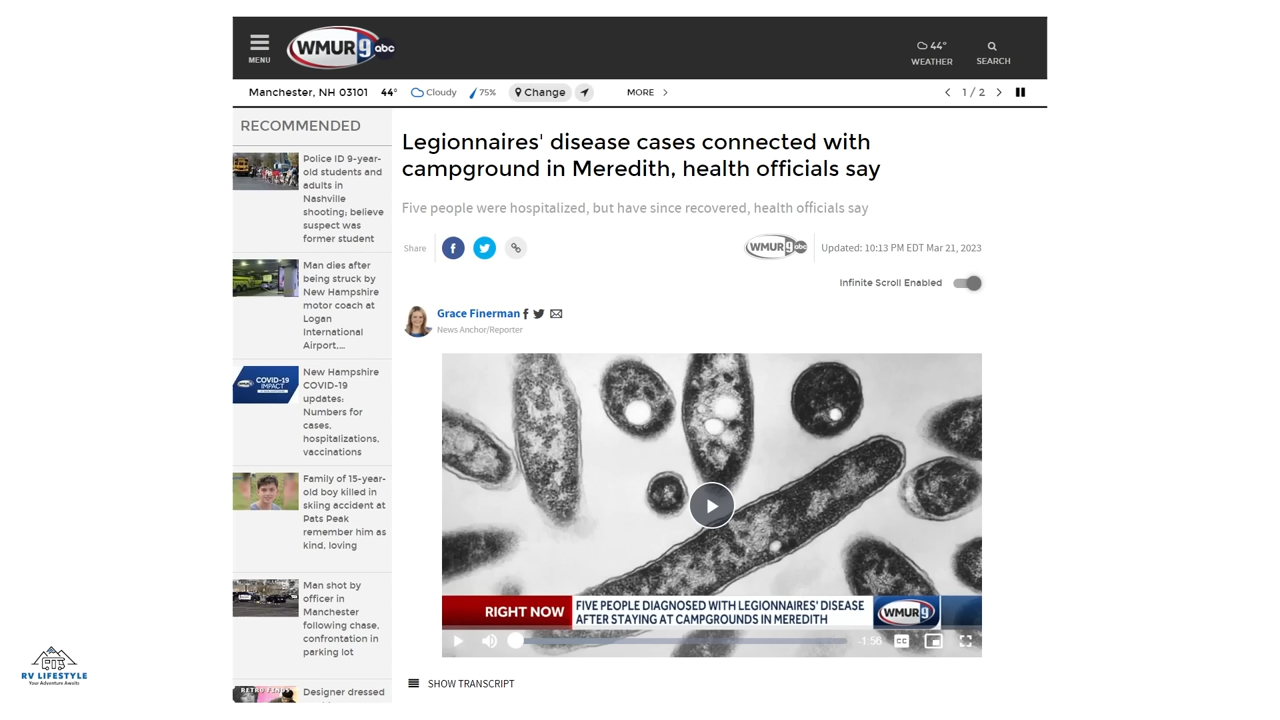 MENU
WMUR 9 abc
44°
WEATHER
SEARCH
Manchester, NH 03101
44°
Cloudy
75%
Change
MORE
1 / 2
RECOMMENDED
Police ID 9-year-
old students and
adults in
Nashville
shooting; believe
suspect was
former student
Man dies after
being struck by
New Hampshire
motor coach at
Logan
International
Airport,...
COVID-19
IMPACT
New Hampshire
COVID-19
updates:
Numbers for
cases,
hospitalizations,
vaccinations
Family of 15-year-
old boy killed in
skiing accident at
Pats Peak
remember him as
kind, loving
Man shot by
officer in
Manchester
following chase,
confrontation in
parking lot
RETRO FINDS
Designer dressed
Legionnaires' disease cases connected with
campground in Meredith, health officials say
Five people were hospitalized, but have since recovered, health officials say
Share
WMUR 9 abc
Updated: 10:13 PM EDT Mar 21, 2023
Infinite Scroll Enabled
Grace Finerman
News Anchor/Reporter
RIGHT NOW
FIVE PEOPLE DIAGNOSED WITH LEGIONNAIRES' DISEASE
AFTER STAYING AT CAMPGROUNDS IN MEREDITH
WMUR 9
-1:56
CC
SHOW TRANSCRIPT
RV LIFESTYLE
Your Adventure Awaits